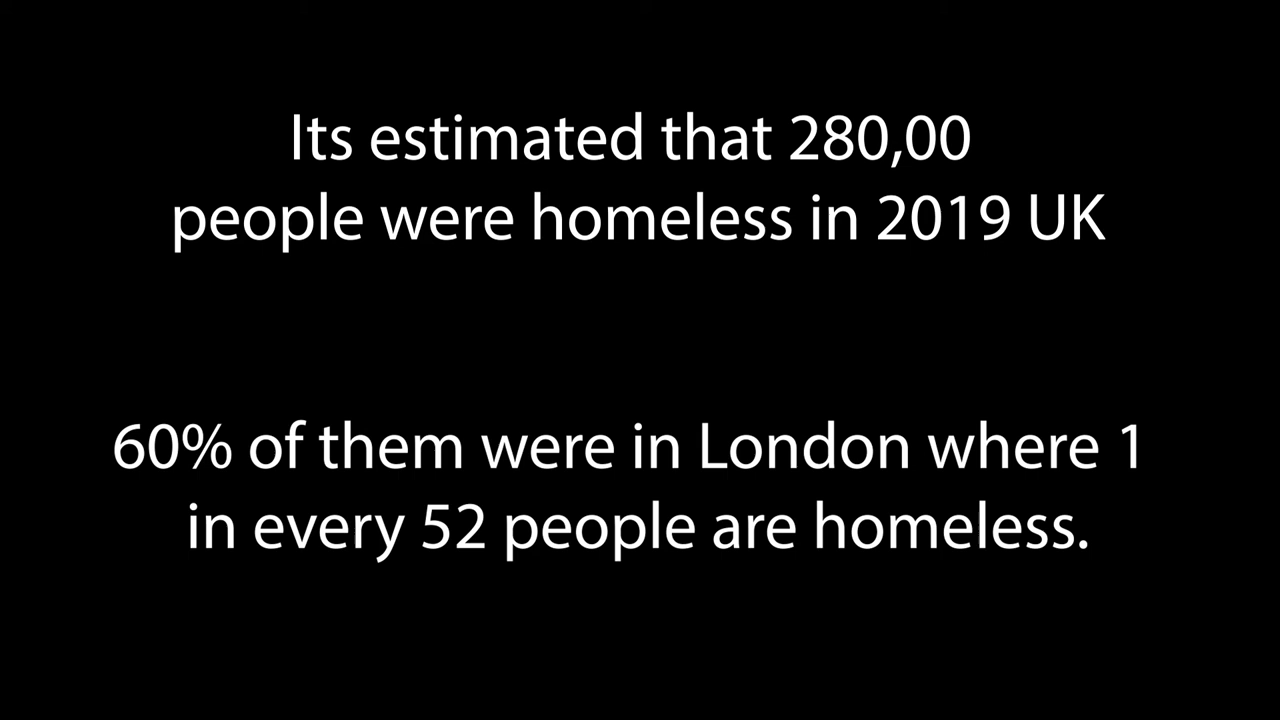 Its estimated that 280,00
people were homeless in 2019 UK
60% of them were in London where 1
in every 52 people are homeless.